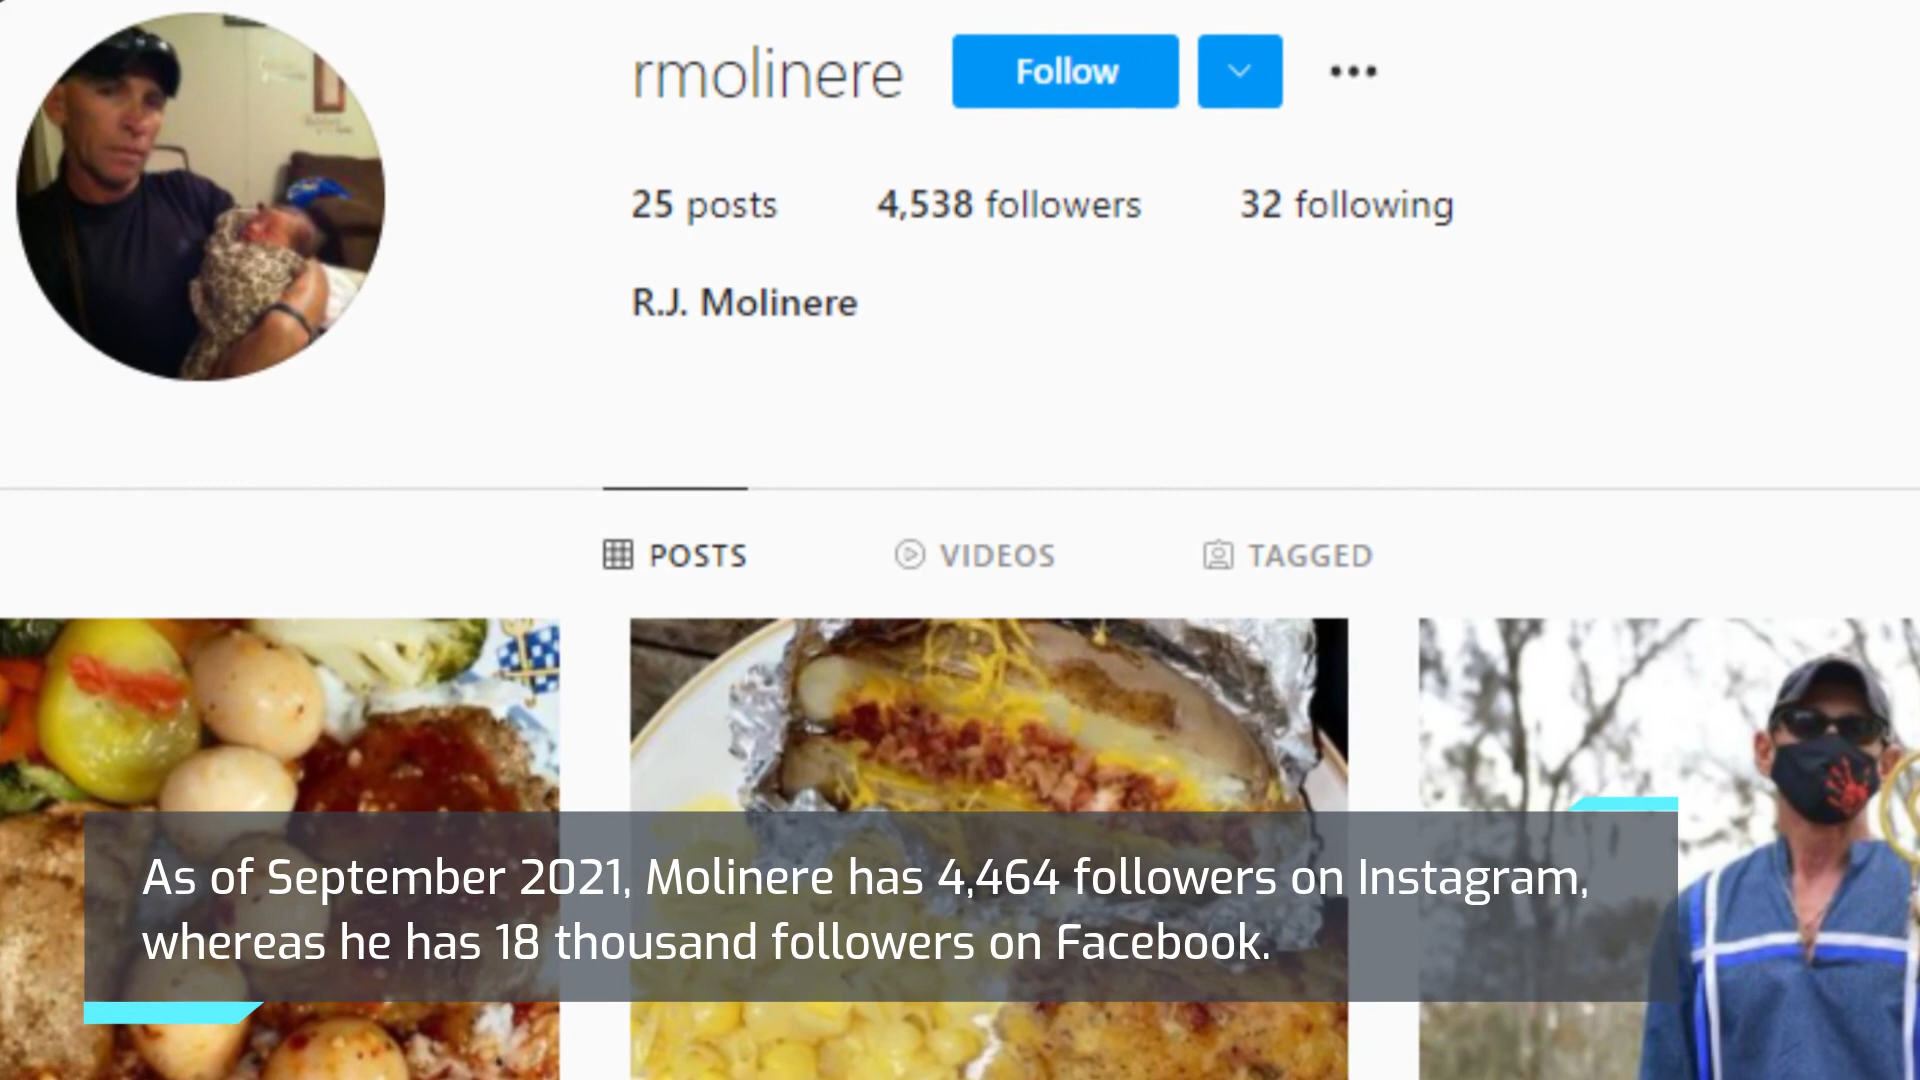 rmolinere Follow
25 posts 4,538 followers 32 following
R.J. Molinere
POSTS VIDEOS TAGGED
As of September 2021, Molinere has 4,464 followers on Instagram,
whereas he has 18 thousand followers on Facebook.